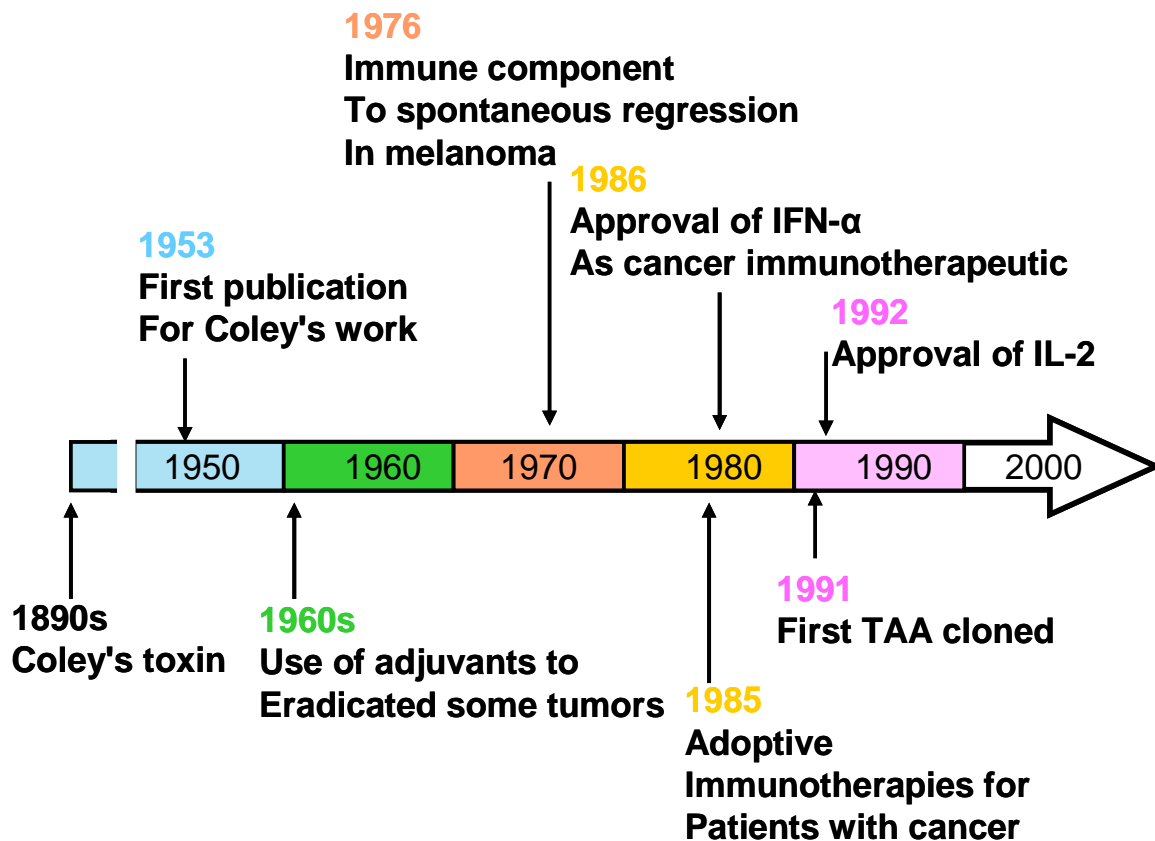 1976
Immune component
To spontaneous regression
In melanoma
1986
Approval of IFN-α
As cancer immunotherapeutic
1953
First publication
For Coley's work
1992
Approval of IL-2
1950
1960
1970
1980
1990
2000
1890s
Coley's toxin
1960s
Use of adjuvants to
Eradicated some tumors
1991
First TAA cloned
1985
Adoptive
Immunotherapies for
Patients with cancer